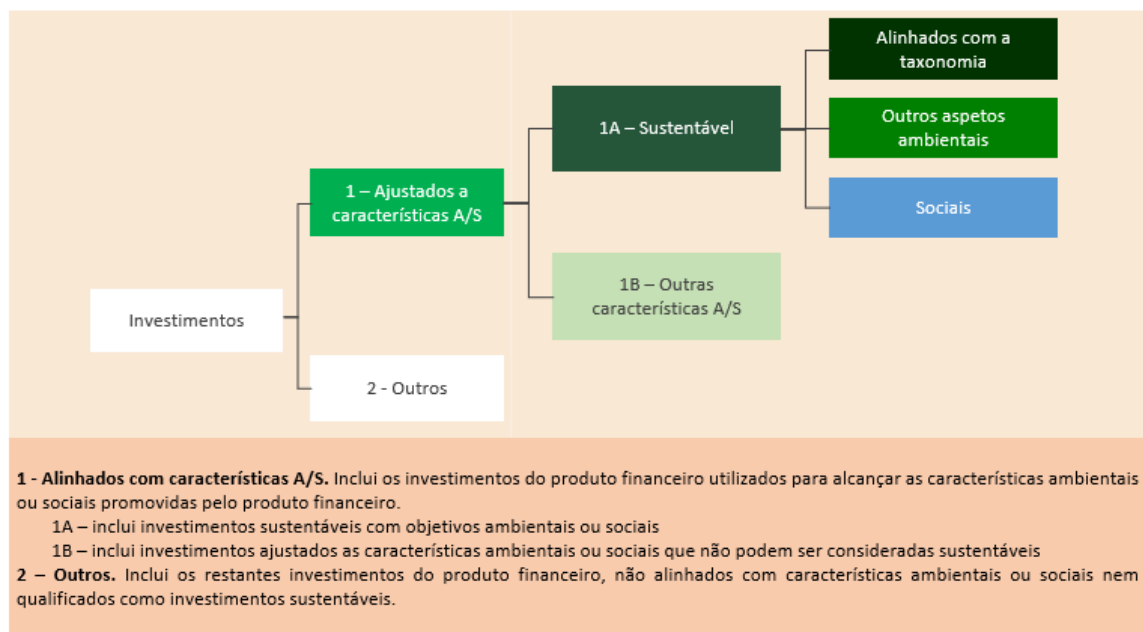 Alinhados com a
taxonomia
1A – Sustentável
Outros aspetos
ambientais
1 – Ajustados a
características A/S
Sociais
1B – Outras
características A/S
Investimentos
2 - Outros
1 - Alinhados com características A/S. Inclui os investimentos do produto financeiro utilizados para alcançar as características ambientais
ou sociais promovidas pelo produto financeiro.
1A – inclui investimentos sustentáveis com objetivos ambientais ou sociais
1B – inclui investimentos ajustados as características ambientais ou sociais que não podem ser consideradas sustentáveis
2 – Outros. Inclui os restantes investimentos do produto financeiro, não alinhados com características ambientais ou sociais nem
qualificados como investimentos sustentáveis.